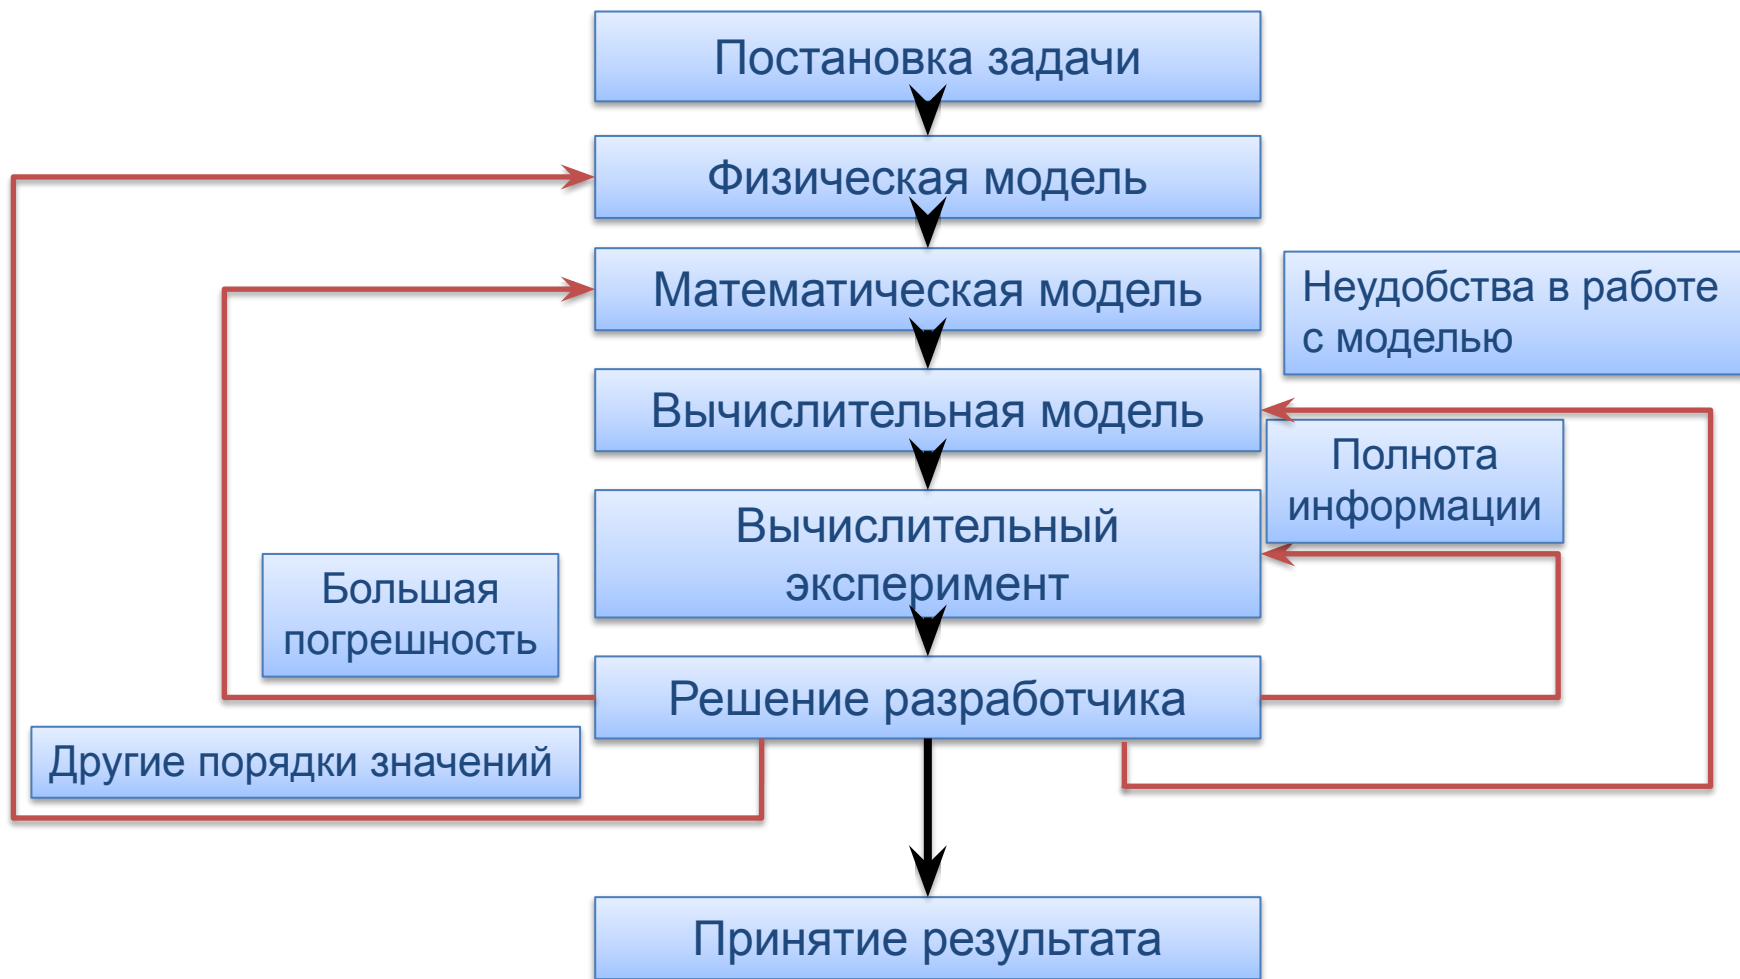 Постановка задачи
Физическая модель
Математическая модель
Неудобства в работе
с моделью
Вычислительная модель
Полнота
информации
Вычислительный
эксперимент
Большая
погрешность
Решение разработчика
Другие порядки значений
Принятие результата